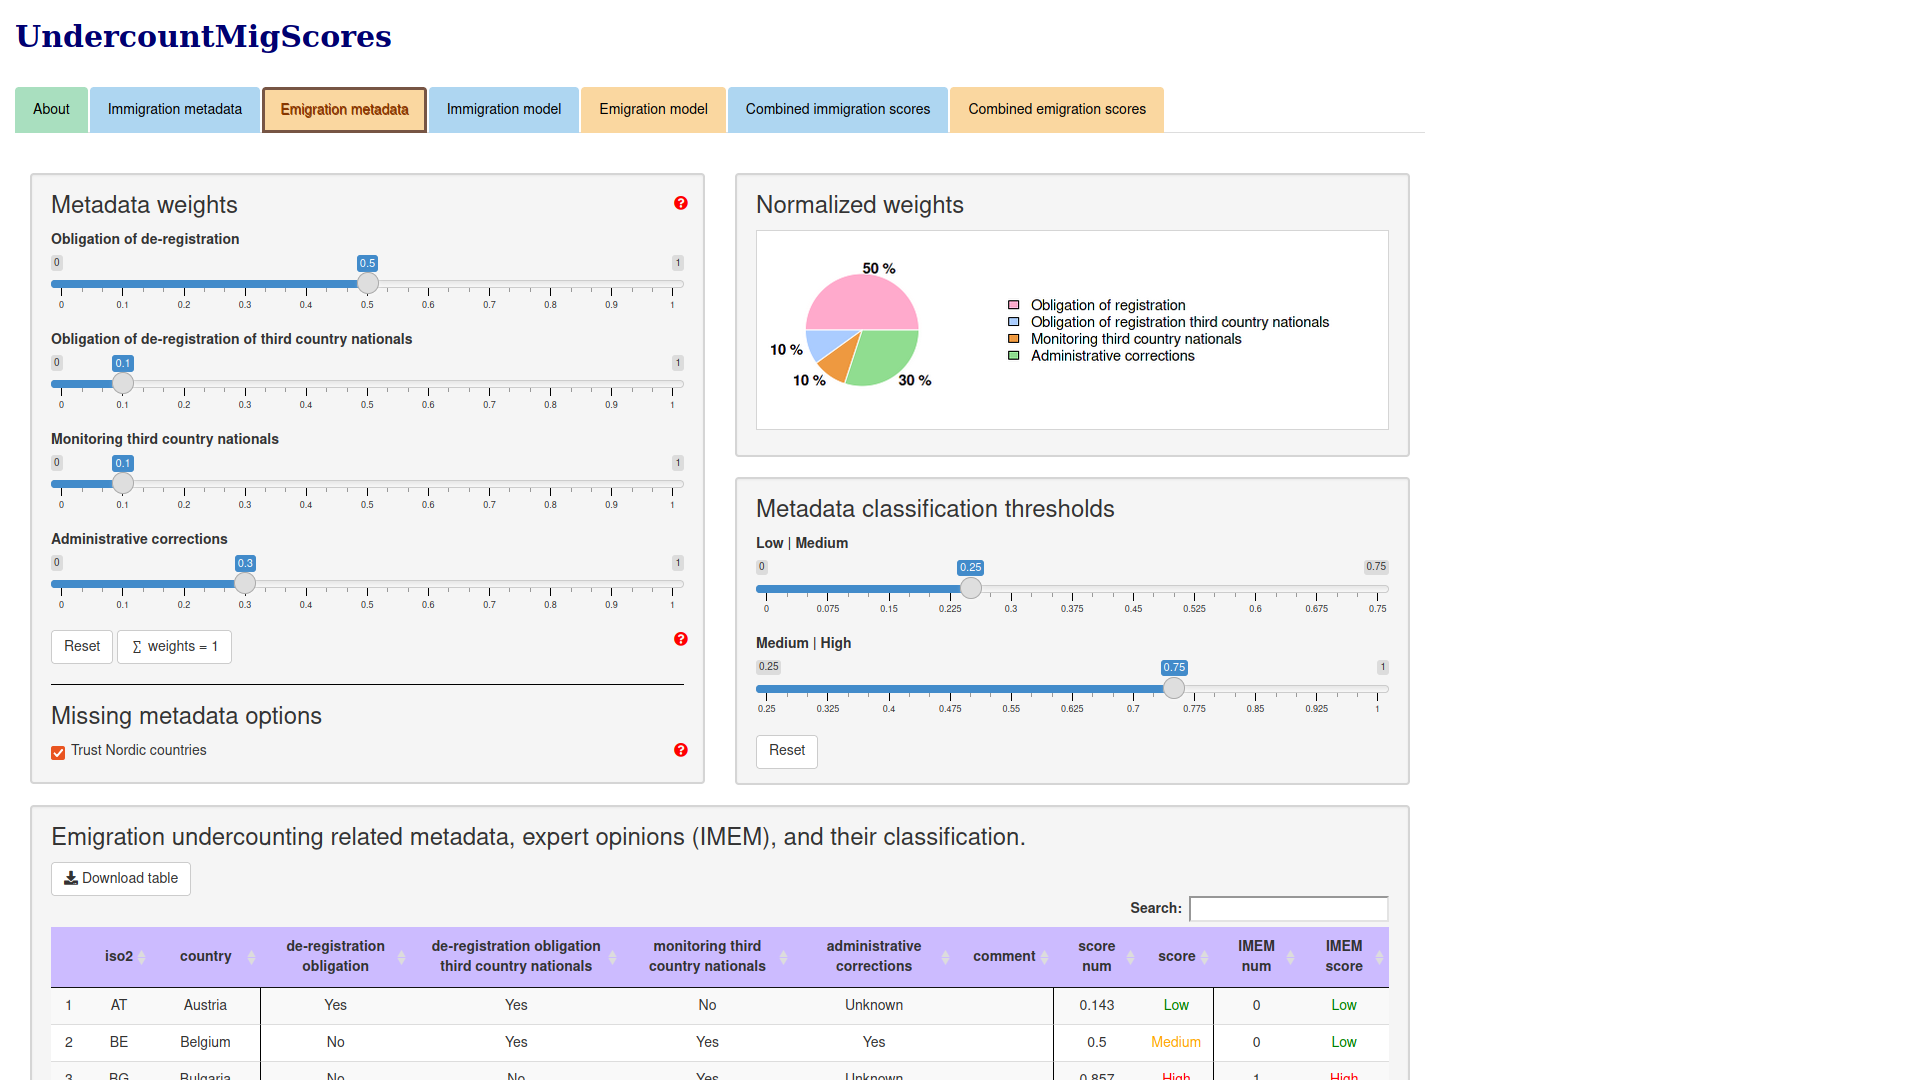 UndercountMigScores
About
Immigration metadata
Emigration metadata
Immigration model
Emigration model
Combined immigration scores
Combined emigration scores
Metadata weights
Obligation of de-registration
0 0.5 1
0 0.1 0.2 0.3 0.4 0.5 0.6 0.7 0.8 0.9 1
Obligation of de-registration of third country nationals
0 0.1 1
0 0.1 0.2 0.3 0.4 0.5 0.6 0.7 0.8 0.9 1
Monitoring third country nationals
0 0.1 1
0 0.1 0.2 0.3 0.4 0.5 0.6 0.7 0.8 0.9 1
Administrative corrections
0 0.3 1
0 0.1 0.2 0.3 0.4 0.5 0.6 0.7 0.8 0.9 1
Reset
∑ weights = 1
Missing metadata options
Trust Nordic countries
Normalized weights
50 %
10 %
10 %
30 %
Obligation of registration
Obligation of registration third country nationals
Monitoring third country nationals
Administrative corrections
Metadata classification thresholds
Low | Medium
0 0.25 0.75
0 0.075 0.15 0.225 0.3 0.375 0.45 0.525 0.6 0.675 0.75
Medium | High
0.25 0.75 1
0.25 0.325 0.4 0.475 0.55 0.625 0.7 0.775 0.85 0.925 1
Reset
Emigration undercounting related metadata, expert opinions (IMEM), and their classification.
Download table
Search:
iso2 country de-registration obligation de-registration obligation third country nationals monitoring third country nationals administrative corrections comment score num score IMEM num IMEM score
1 AT Austria Yes Yes No Unknown 0.143 Low 0 Low
2 BE Belgium No Yes Yes Yes 0.5 Medium 0 Low
3 BG Bulgaria No No Yes Unknown 0.857 High 1 High